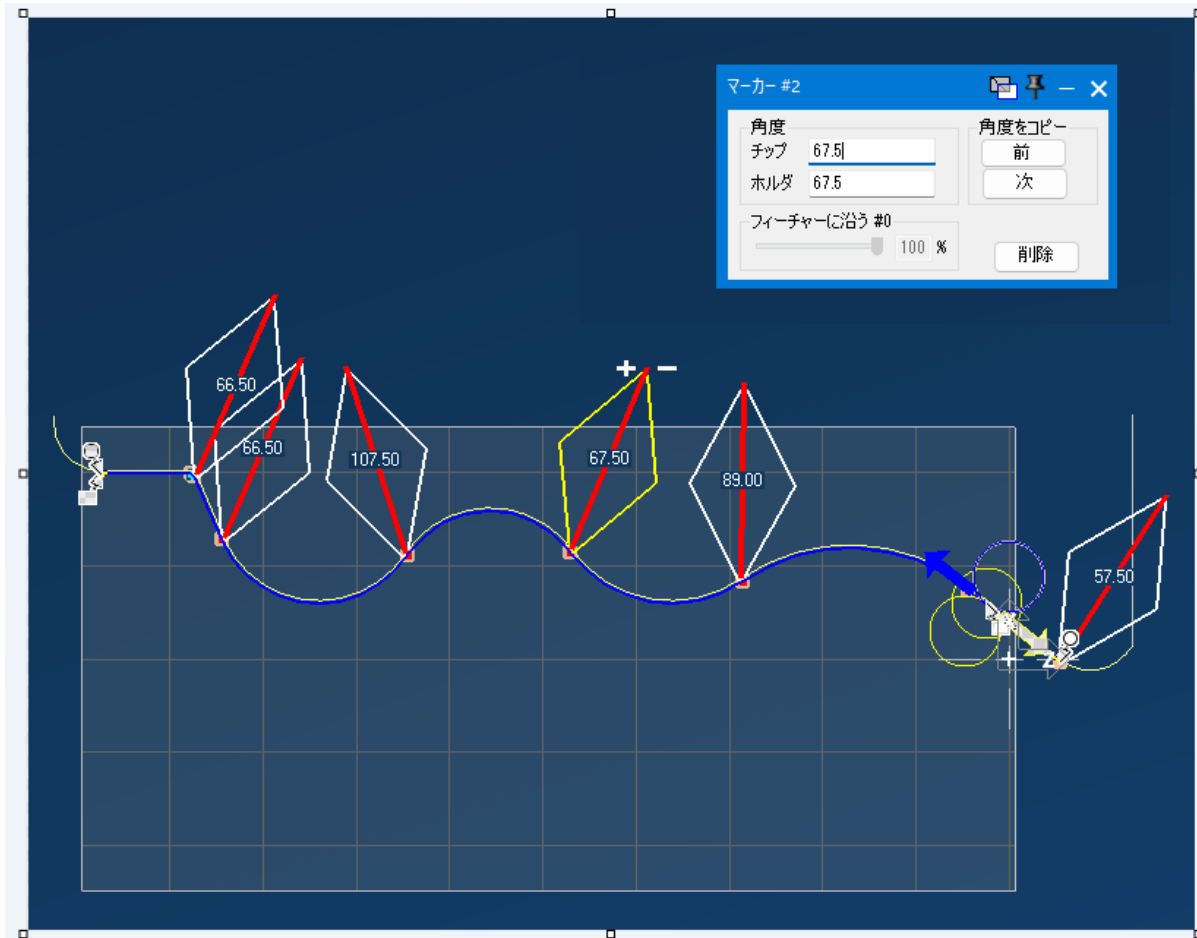 マーカー #2
角度
チップ 67.5
ホルダ 67.5
角度をコピー
前
次
フィーチャーに沿う #0
100 %
削除
66.50
66.50
107.50
67.50
89.00
57.50